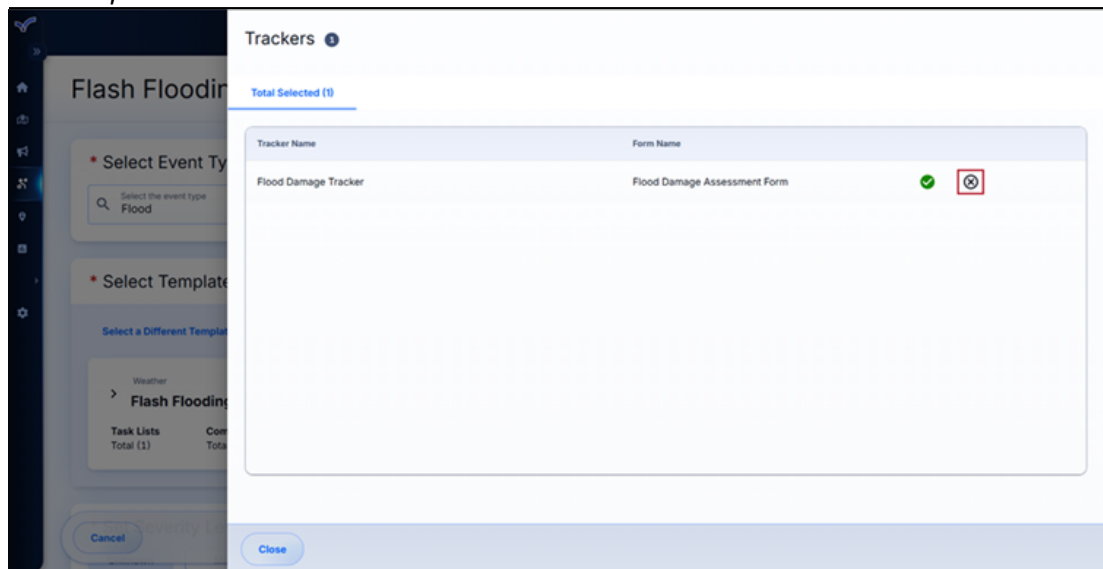 Trackers 1
Total Selected (1)
Tracker Name Form Name
Flood Damage Tracker Flood Damage Assessment Form
Close
Flash Floodin
* Select Event Ty
Select the event type
Flood
* Select Template
Select a Different Templat
Weather
Flash Flooding
Task Lists Com
Total (1) Tota
Cancel